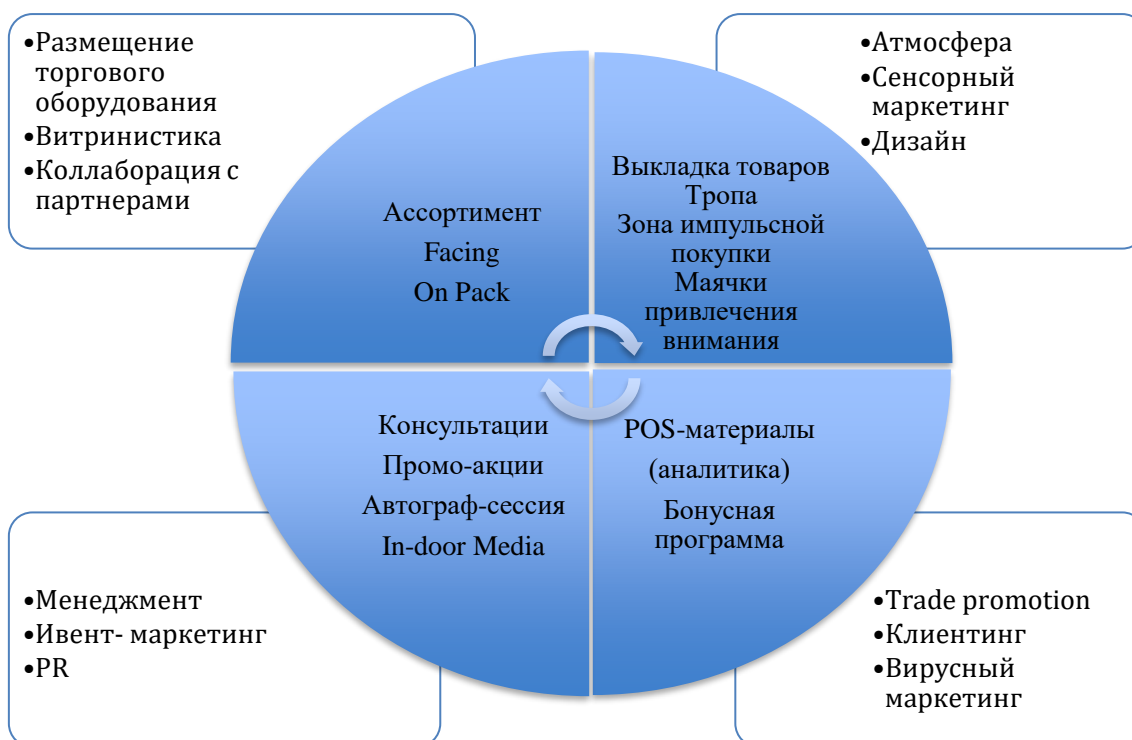 •Размещение
торгового
оборудования
•Витринистика
•Коллаборация с
партнерами
•Атмосфера
•Сенсорный
маркетинг
•Дизайн
Ассортимент
Facing
On Pack
Выкладка товаров
Тропа
Зона импульсной
покупки
Маячки
привлечения
внимания
Консультации
Промо-акции
Автограф-сессия
In-door Media
POS-материалы
(аналитика)
Бонусная
программа
•Менеджмент
•Ивент- маркетинг
•PR
•Trade promotion
•Клиентинг
•Вирусный
маркетинг